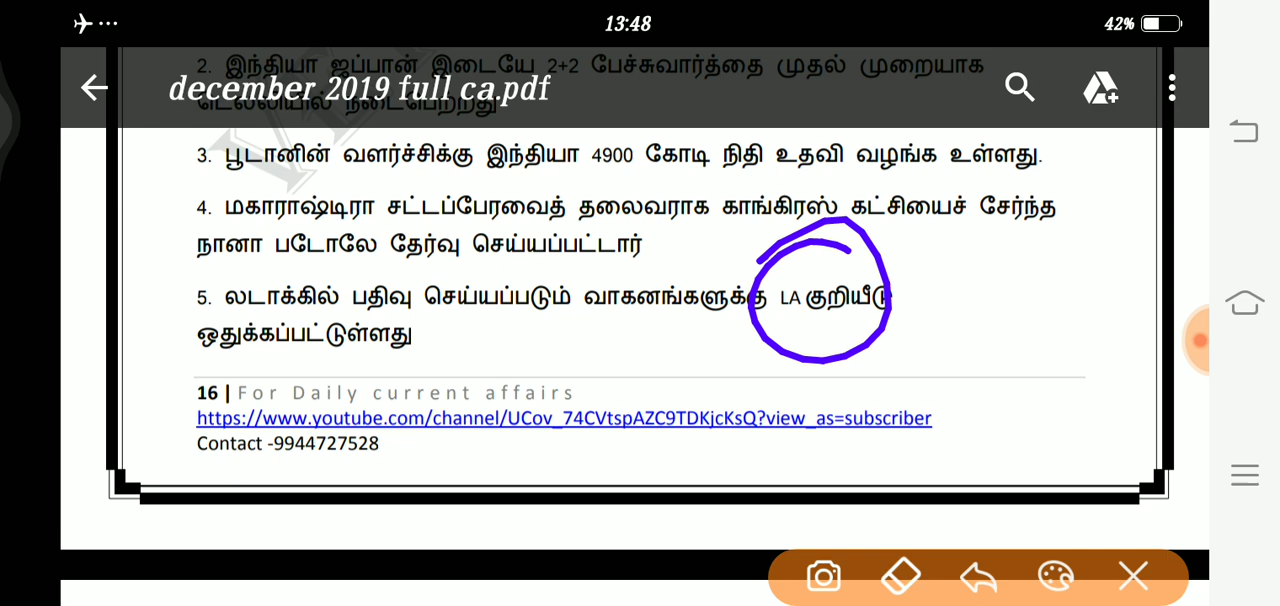 13:48
42%
2. இந்தியா ஜப்பான் இடையே 2+2 பேச்சுவார்த்தை முதல் முறையாக
december 2019 full ca.pdf
டெல்லியில் நடைபெற்றது
3. பூடானின் வளர்ச்சிக்கு இந்தியா 4900 கோடி நிதி உதவி வழங்க உள்ளது.
4. மகாராஷ்டிரா சட்டப்பேரவைத் தலைவராக காங்கிரஸ் கட்சியைச் சேர்ந்த
நானா படோலே தேர்வு செய்யப்பட்டார்
5. லடாக்கில் பதிவு செய்யப்படும் வாகனங்களுக்கு LA குறியீடு
ஒதுக்கப்பட்டுள்ளது
16 | For Daily current affairs
https://www.youtube.com/channel/UCov_74CVtspAZC9TDKjcKsQ?view_as=subscriber
Contact -9944727528